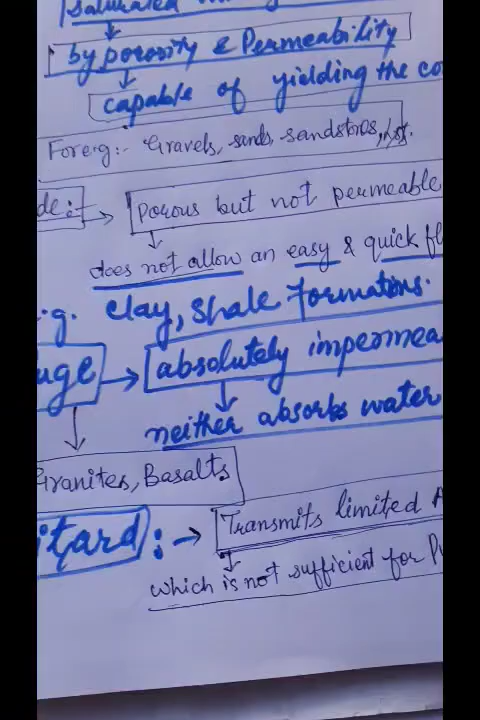 by porosity & Permeability
capable of yielding the co
For e.g:- Gravels, sands, sandstones,
de:→ Porous but not permeable
does not allow an easy & quick fl
.g. clay, shale formations.
uge → absolutely impermea
neither absorbs water
Granites, Basalts
itard:→ Transmits limited
which is not sufficient for